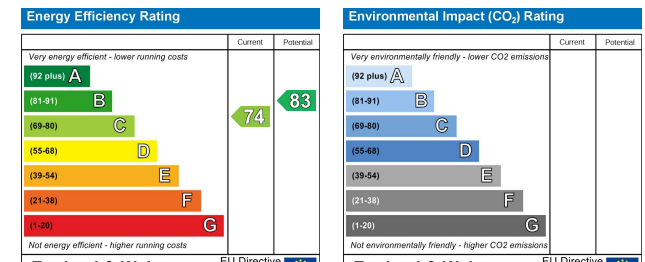 Energy Efficiency Rating
Current Potential
Very energy efficient - lower running costs
(92 plus) A
(81-91) B
(69-80) C
(55-68) D
(39-54) E
(21-38) F
(1-20) G
74
83
Not energy efficient - higher running costs
EU Directive
Environmental Impact (CO₂) Rating
Current Potential
Very environmentally friendly - lower CO2 emissions
(92 plus) A
(81-91) B
(69-80) C
(55-68) D
(39-54) E
(21-38) F
(1-20) G
Not environmentally friendly - higher CO2 emissions
EU Directive